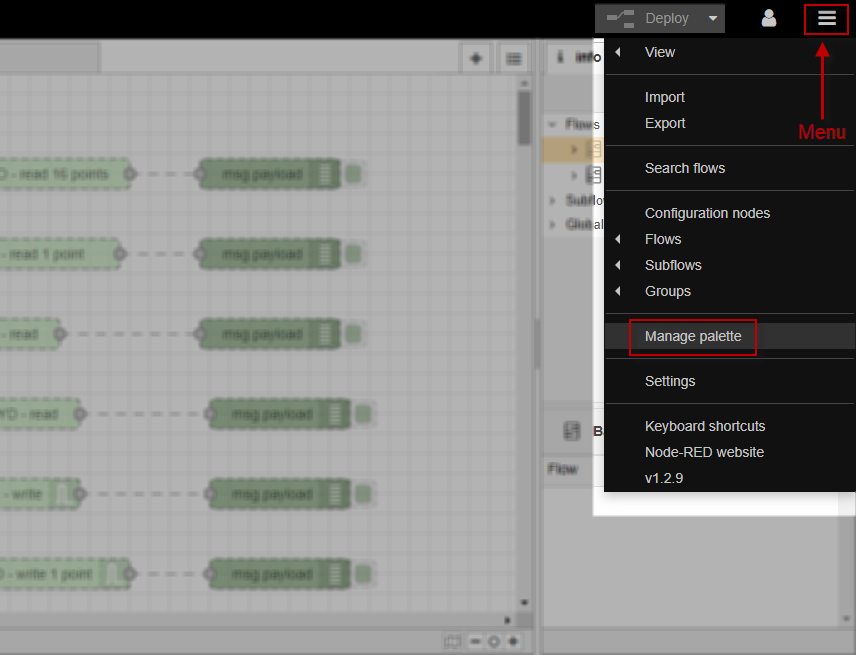 Deploy
View
info
Import
Menu
Export
Flows
Search flows
Configuration nodes
Flows
Subflows
Groups
Manage palette
Settings
Keyboard shortcuts
Node-RED website
v1.2.9
Flow
- read 16 points
msg.payload
- read 1 point
msg.payload
- read
msg.payload
- read
msg.payload
- write
msg.payload
- write 1 point
msg.payload